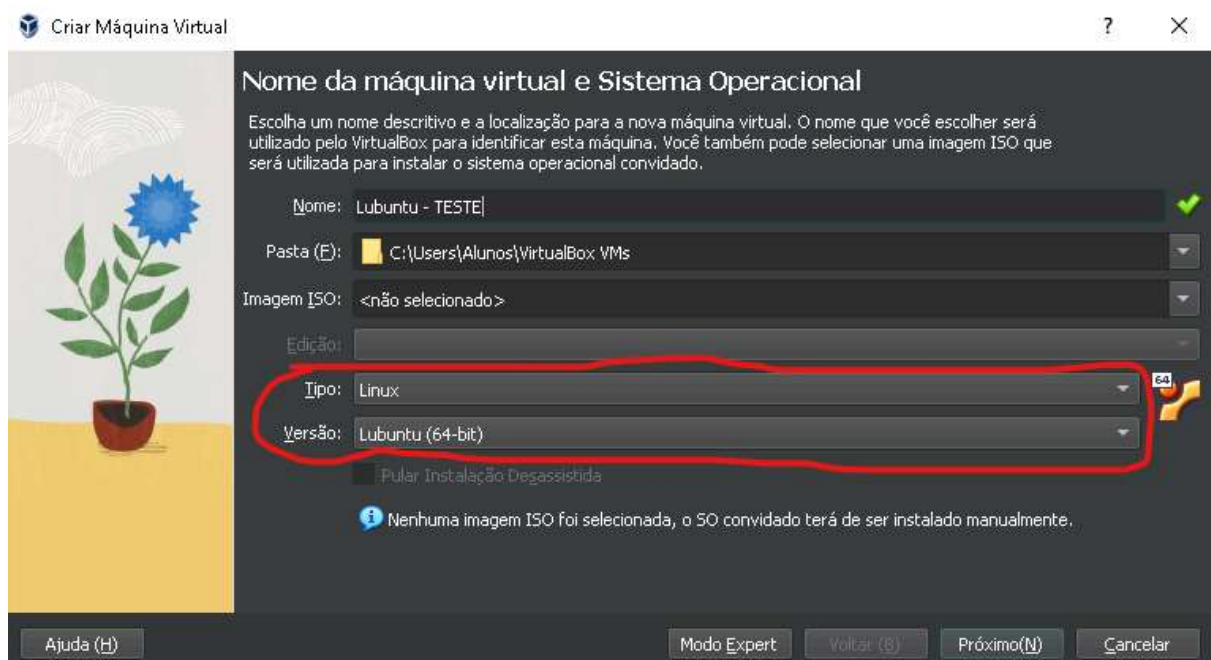 Criar Máquina Virtual
?
Nome da máquina virtual e Sistema Operacional
Escolha um nome descritivo e a localização para a nova máquina virtual. O nome que você escolher será
utilizado pelo VirtualBox para identificar esta máquina. Você também pode selecionar uma imagem ISO que
será utilizada para instalar o sistema operacional convidado.
Nome: Lubuntu - TESTE
Pasta (F): C:\Users\Alunos\VirtualBox VMs
Imagem ISO: <não selecionado>
Edição:
Tipo: Linux
64
Versão: Lubuntu (64-bit)
Pular Instalação Desassistida
Nenhuma imagem ISO foi selecionada, o SO convidado terá de ser instalado manualmente.
Ajuda (H) Modo Expert Voltar (B) Próximo(N) Cancelar